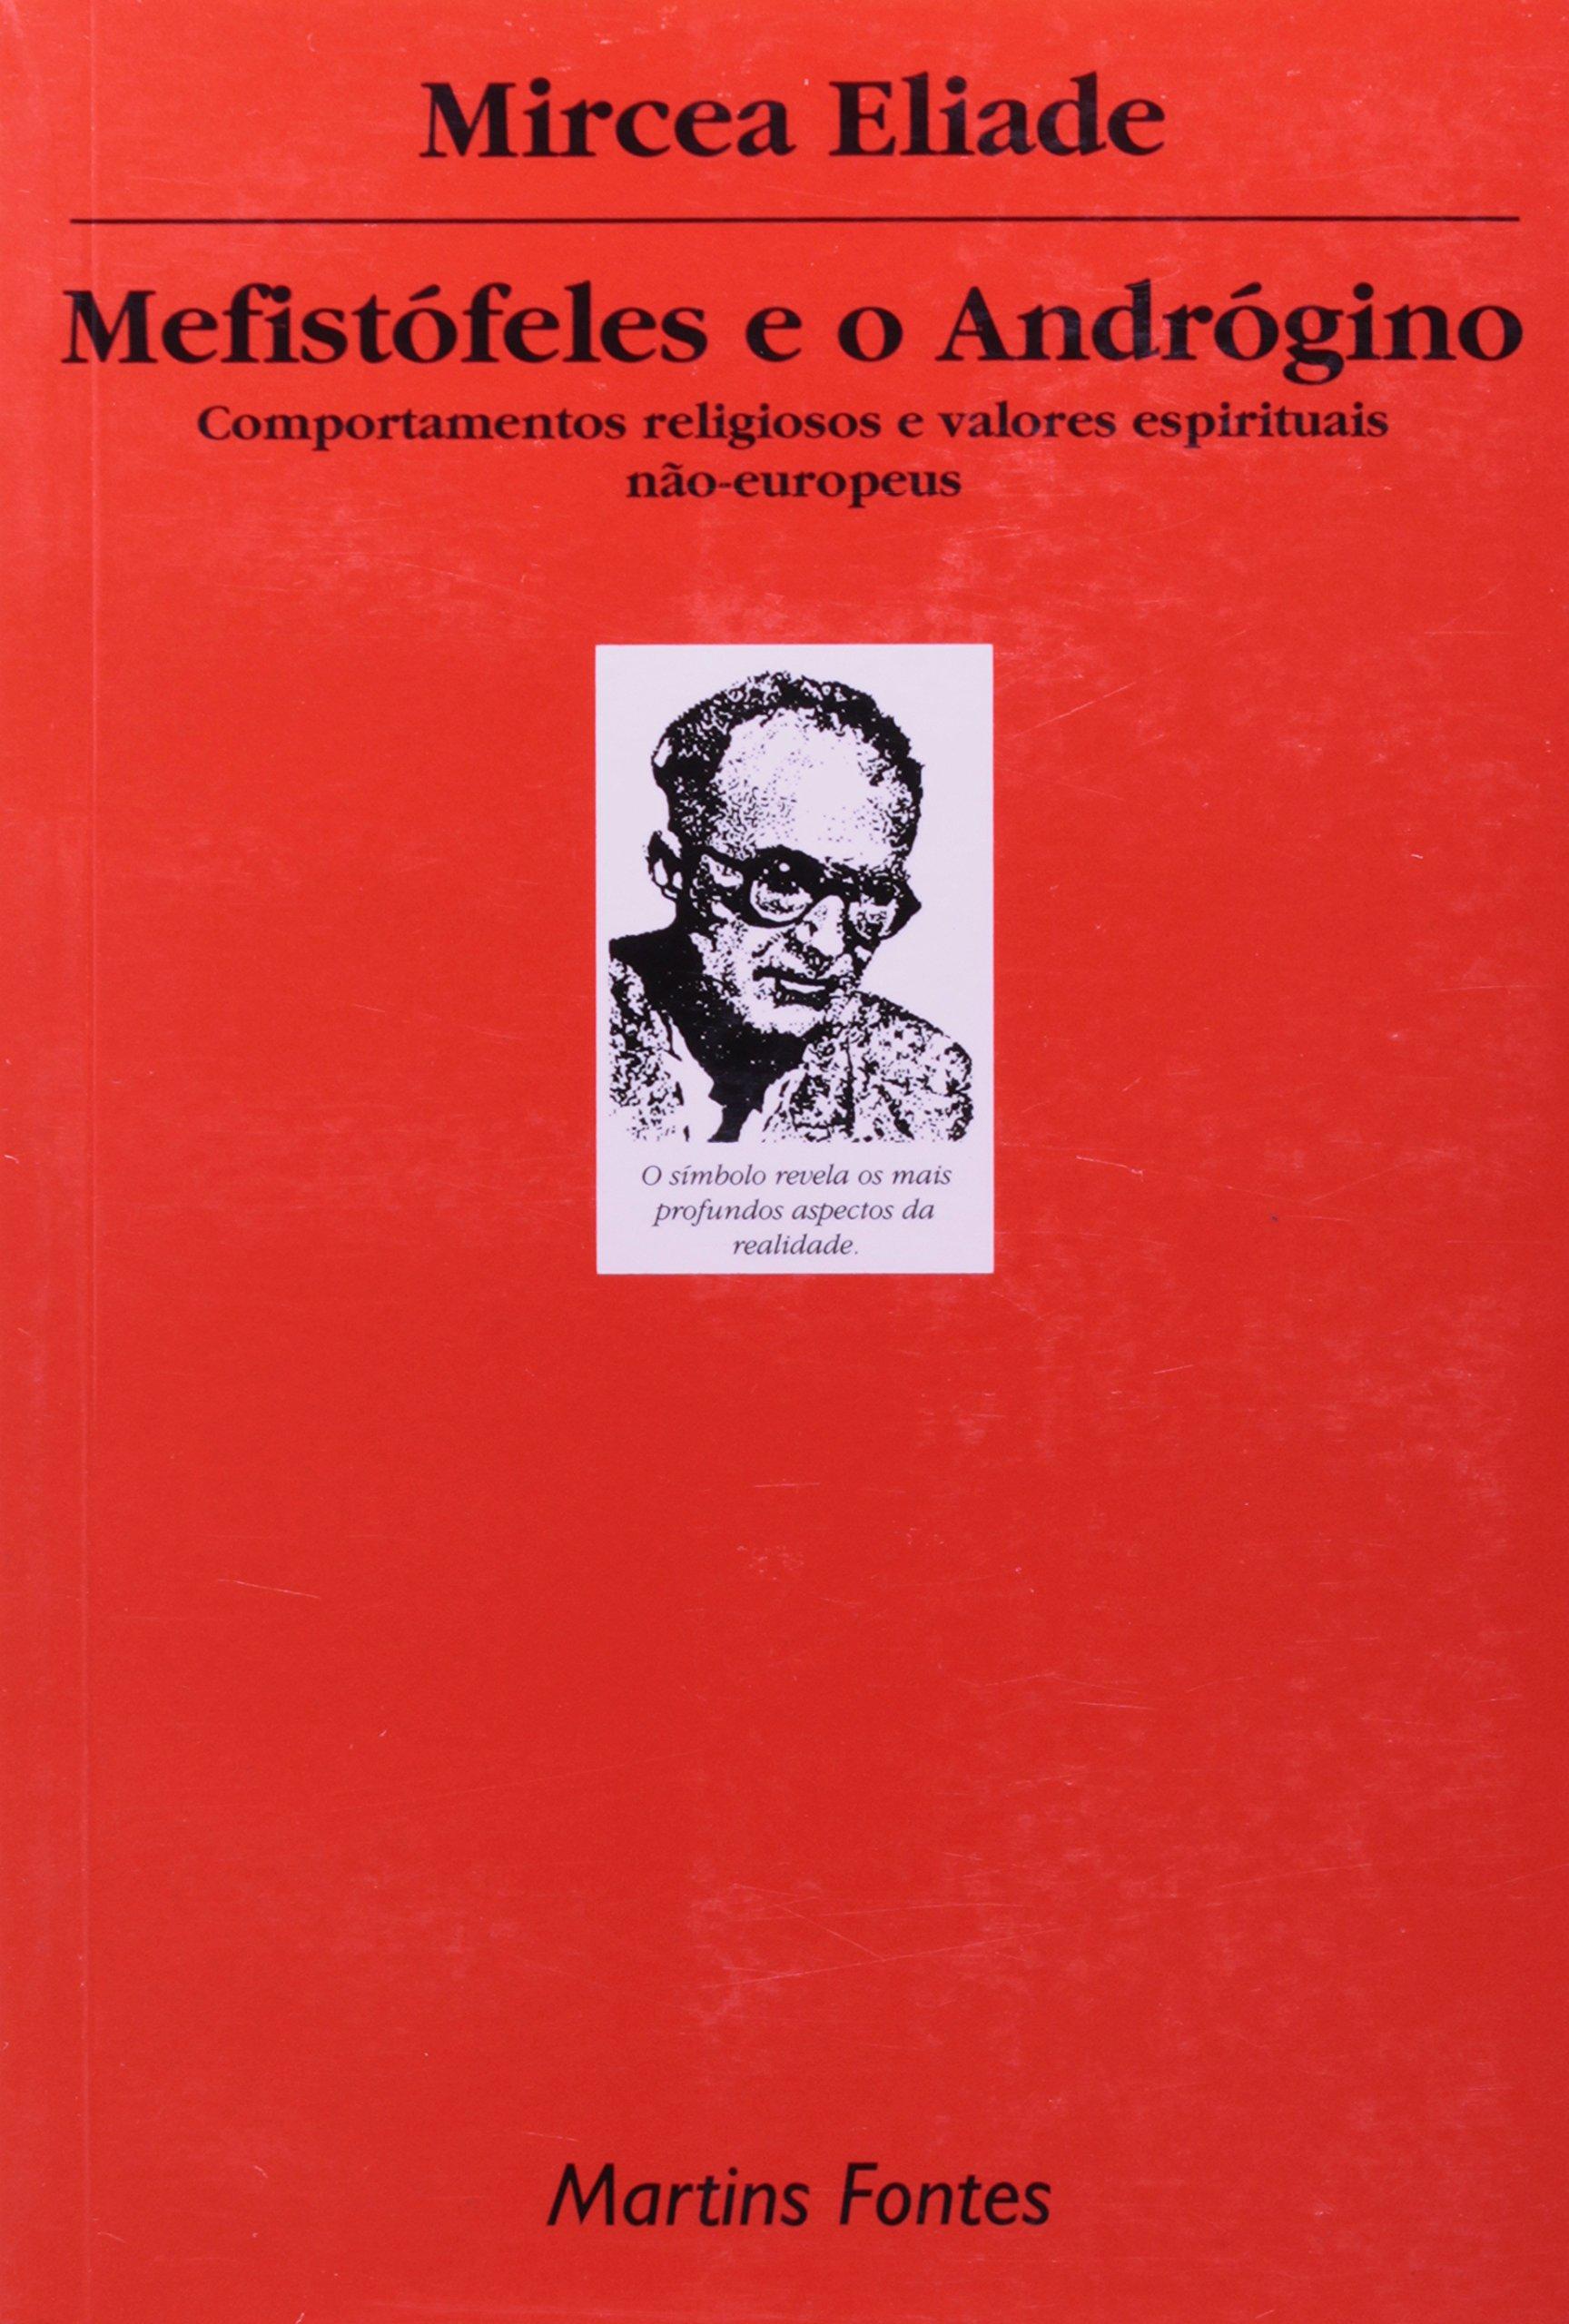 Mircea Eliade
Mefistófeles e o Andrógino
Comportamentos religiosos e valores espirituais
não-europeus
O símbolo revela os mais
profundos aspectos da
realidade.
Martins Fontes